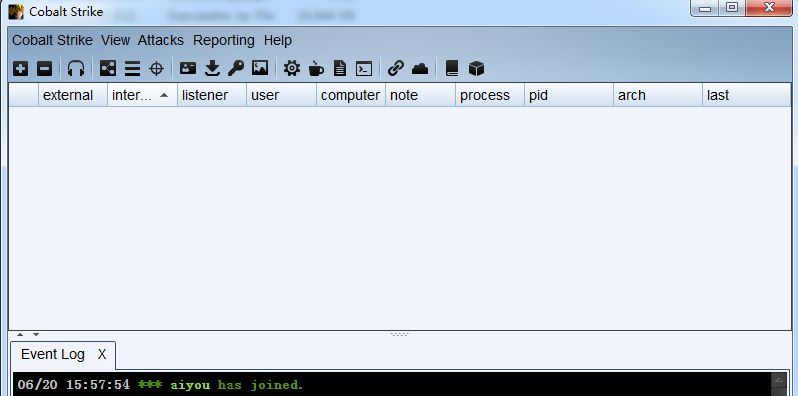 Cobalt Strike
Cobalt Strike View Attacks Reporting Help
external inter... listener user computer note process pid arch last
Event Log X
06/20 15:57:54 *** aiyou has joined.